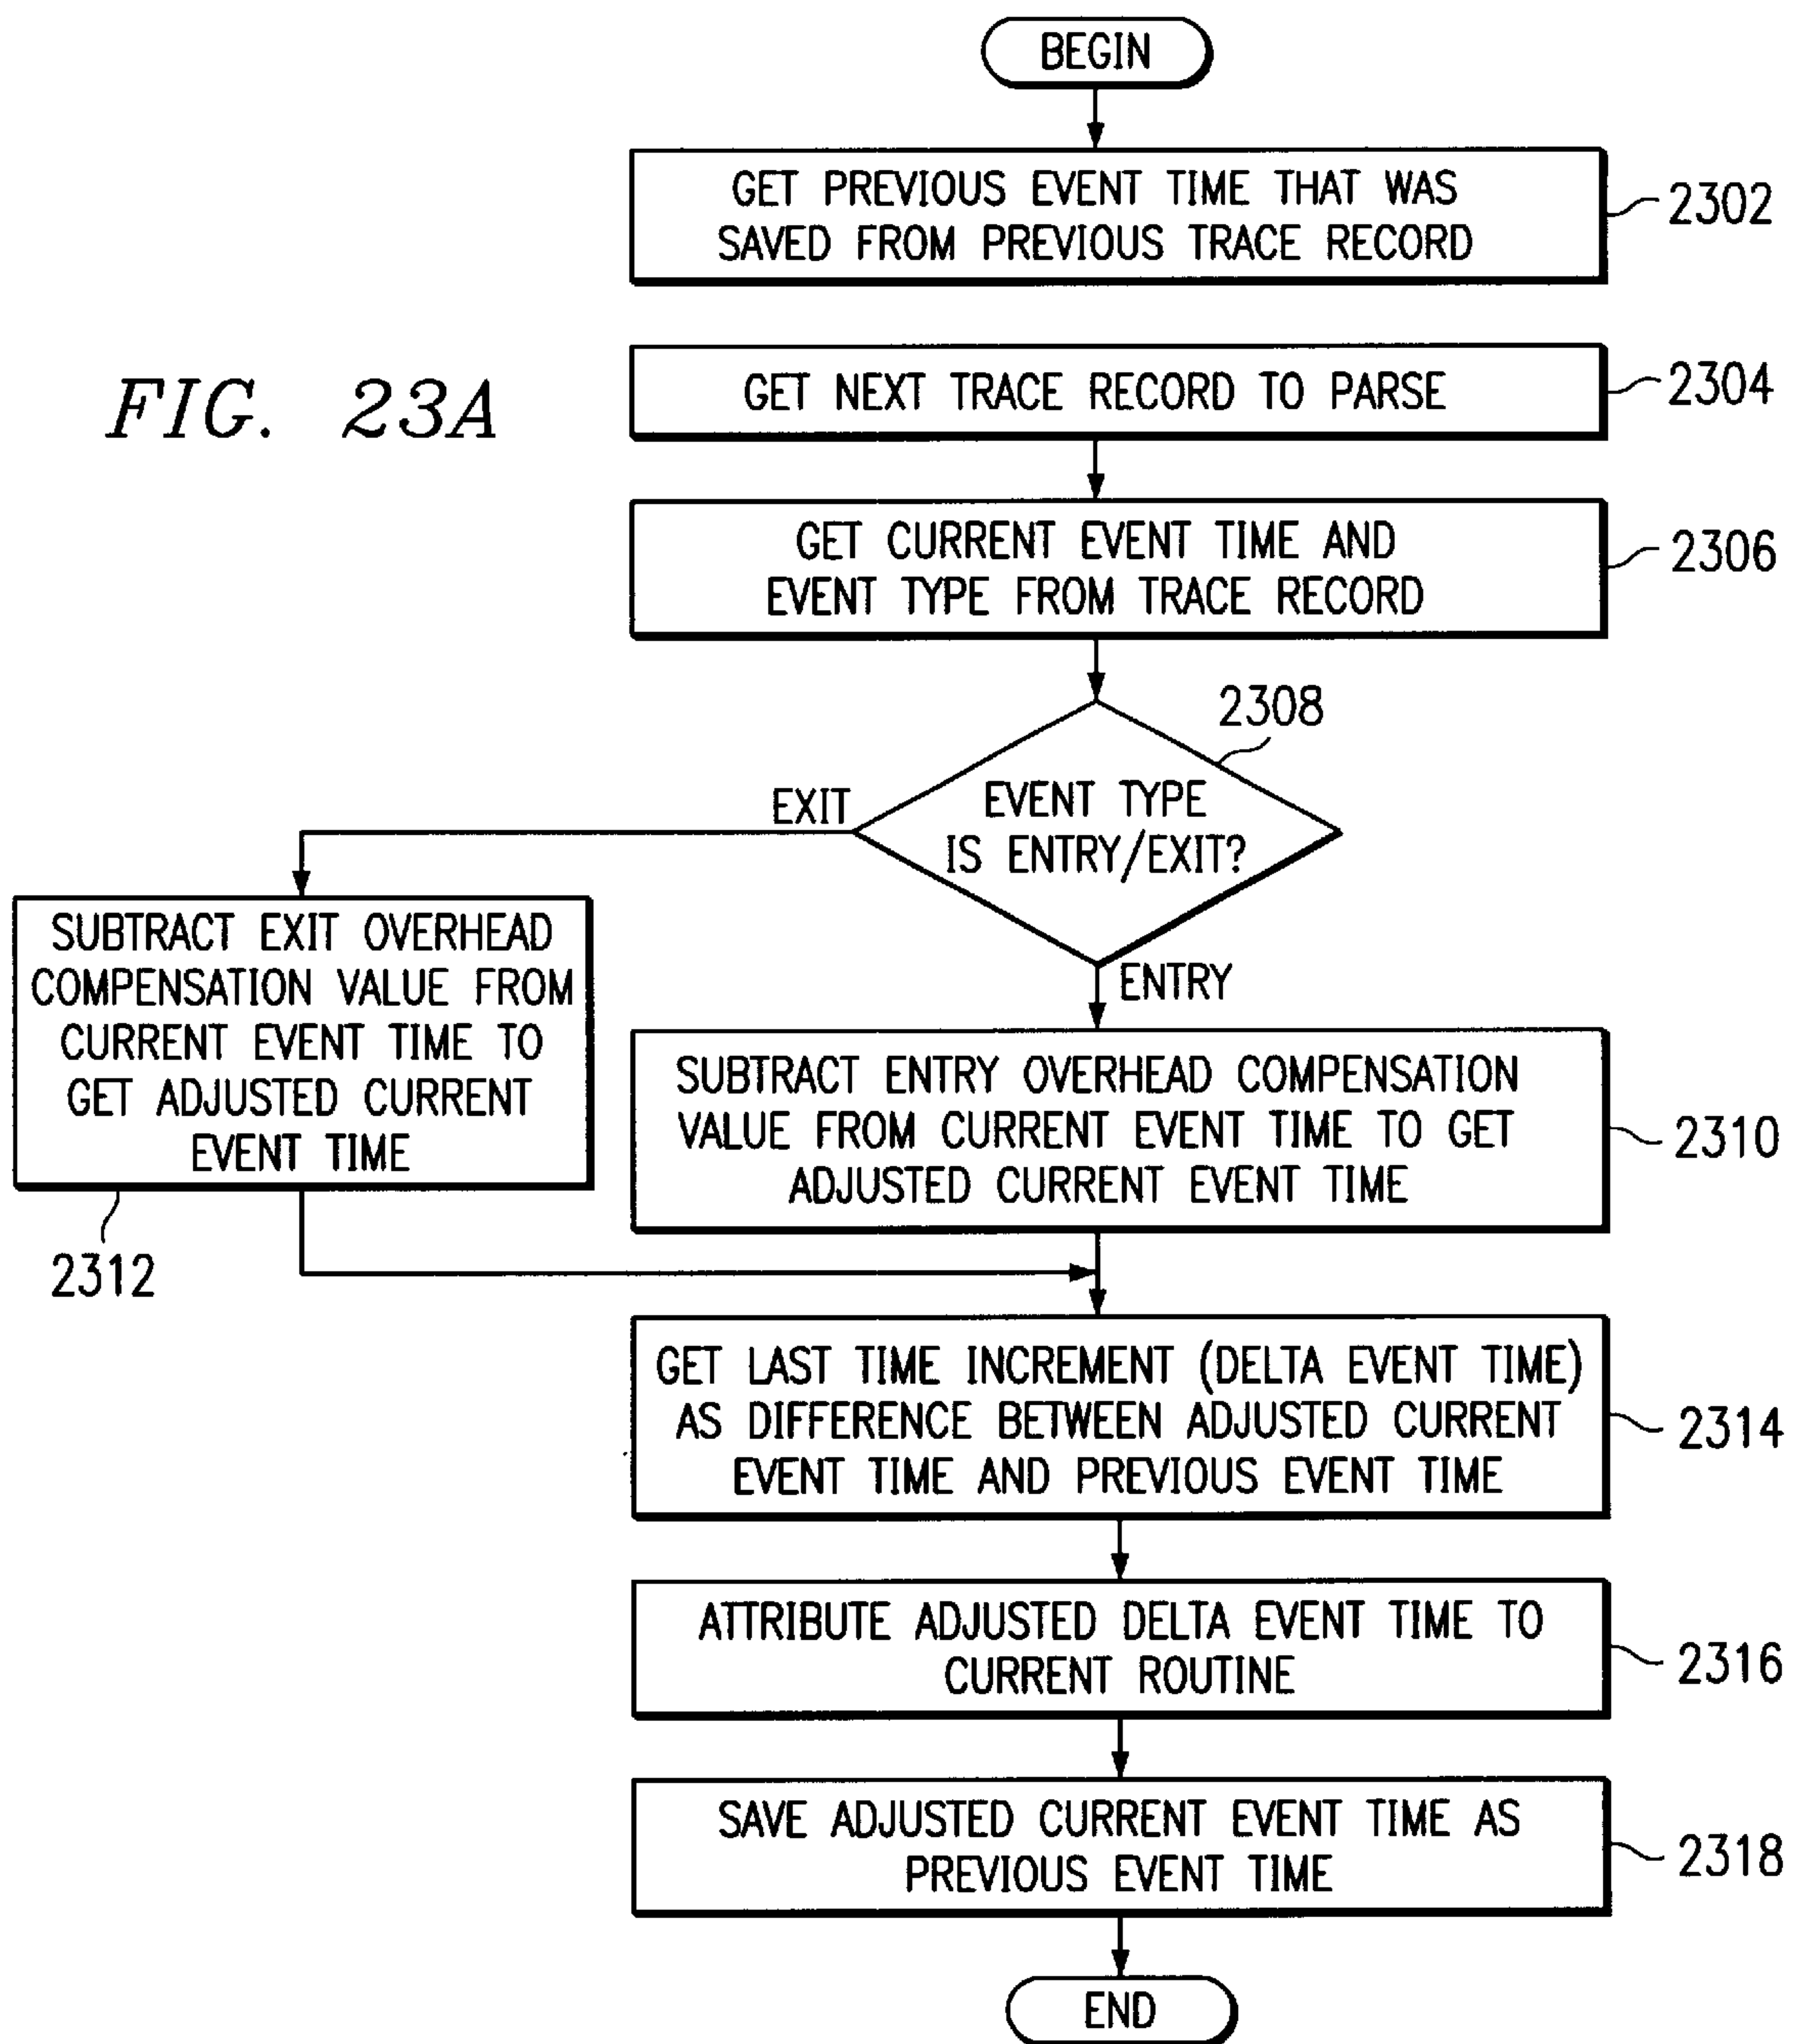 BEGIN
GET PREVIOUS EVENT TIME THAT WAS
SAVED FROM PREVIOUS TRACE RECORD
2302
FIG. 23A
GET NEXT TRACE RECORD TO PARSE
2304
GET CURRENT EVENT TIME AND
EVENT TYPE FROM TRACE RECORD
2306
2308
EVENT TYPE
IS ENTRY/EXIT?
EXIT
ENTRY
SUBTRACT EXIT OVERHEAD
COMPENSATION VALUE FROM
CURRENT EVENT TIME TO
GET ADJUSTED CURRENT
EVENT TIME
2312
SUBTRACT ENTRY OVERHEAD COMPENSATION
VALUE FROM CURRENT EVENT TIME TO GET
ADJUSTED CURRENT EVENT TIME
2310
GET LAST TIME INCREMENT (DELTA EVENT TIME)
AS DIFFERENCE BETWEEN ADJUSTED CURRENT
EVENT TIME AND PREVIOUS EVENT TIME
2314
ATTRIBUTE ADJUSTED DELTA EVENT TIME TO
CURRENT ROUTINE
2316
SAVE ADJUSTED CURRENT EVENT TIME AS
PREVIOUS EVENT TIME
2318
END